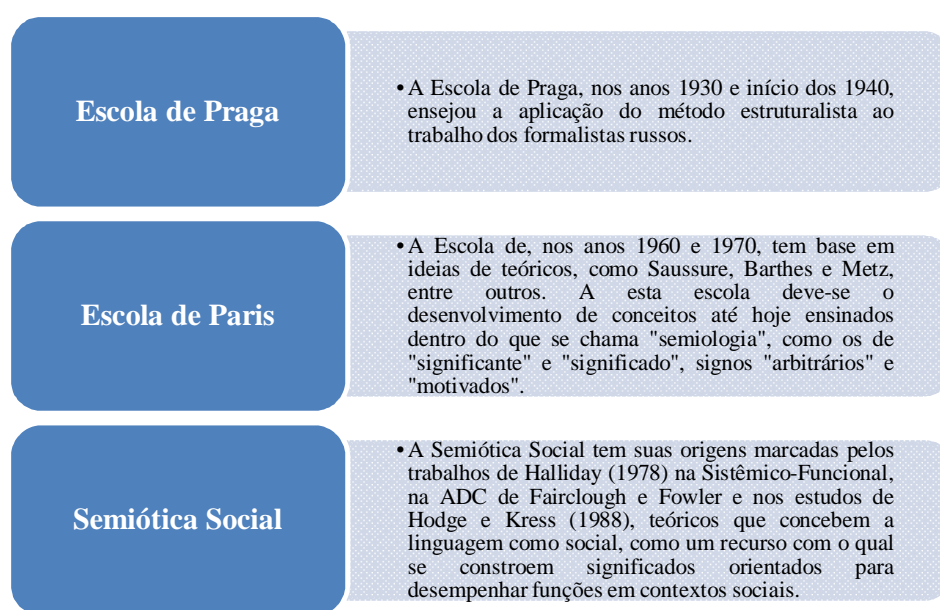 Escola de Praga
•A Escola de Praga, nos anos 1930 e início dos 1940,
ensejou a aplicação do método estruturalista ao
trabalho dos formalistas russos.
Escola de Paris
•A Escola de, nos anos 1960 e 1970, tem base em
ideias de teóricos, como Saussure, Barthes e Metz,
entre outros. A esta escola deve-se o
desenvolvimento de conceitos até hoje ensinados
dentro do que se chama "semiologia", como os de
"significante" e "significado", signos "arbitrários" e
"motivados".
Semiótica Social
•A Semiótica Social tem suas origens marcadas pelos
trabalhos de Halliday (1978) na Sistêmico-Funcional,
na ADC de Fairclough e Fowler e nos estudos de
Hodge e Kress (1988), teóricos que concebem a
linguagem como social, como um recurso com o qual
se constroem significados orientados para
desempenhar funções em contextos sociais.